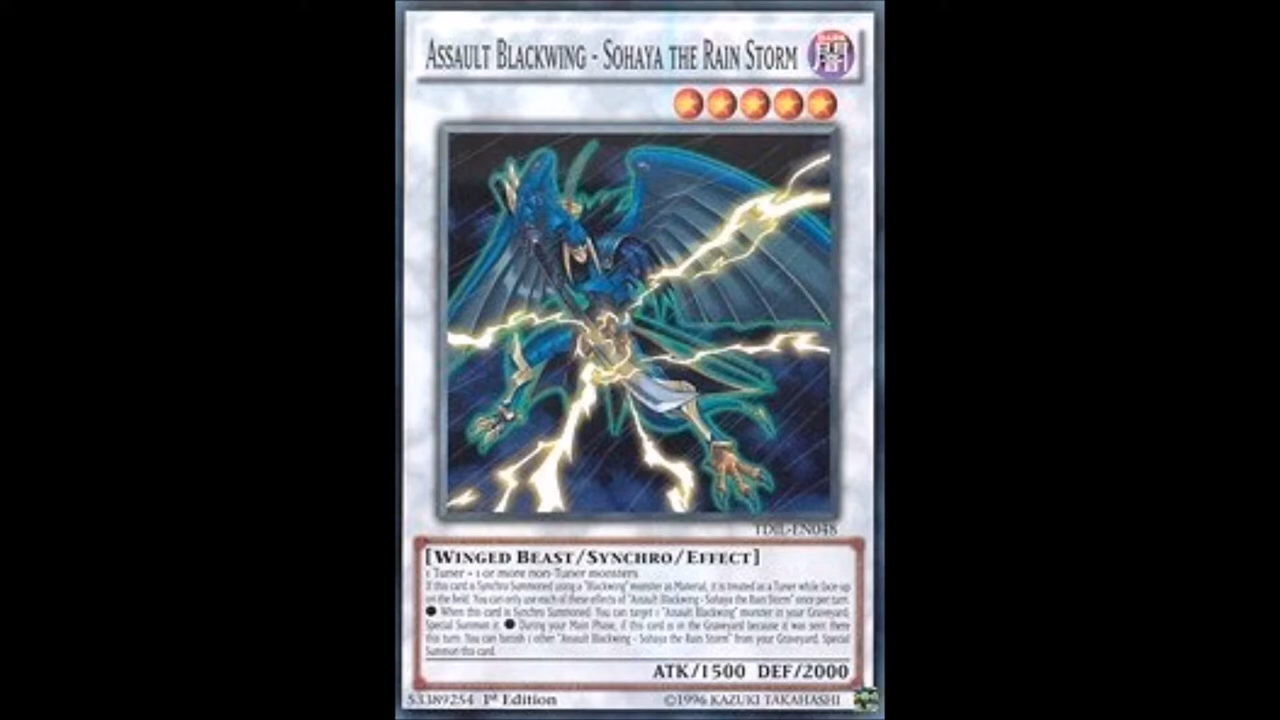 ASSAULT BLACKWING - SOHAYA THE RAIN STORM
DARK
TDIL-EN048
[WINGED BEAST/SYNCHRO/EFFECT]
1 Tuner + 1 or more non-Tuner monsters
If this card is Synchro Summoned using a "Blackwing" monster as Material, it is treated as a Tuner while face-up
on the field. You can only use each of these effects of "Assault Blackwing - Sohaya the Rain Storm" once per turn.
● When this card is Synchro Summoned: You can target 1 "Assault Blackwing" monster in your Graveyard;
Special Summon it. ● During your Main Phase, if this card is in the Graveyard because it was sent there
this turn: You can banish 1 other "Assault Blackwing - Sohaya the Rain Storm" from your Graveyard; Special
Summon this card.
ATK/1500 DEF/2000
53389254 1st Edition
©1996 KAZUKI TAKAHASHI